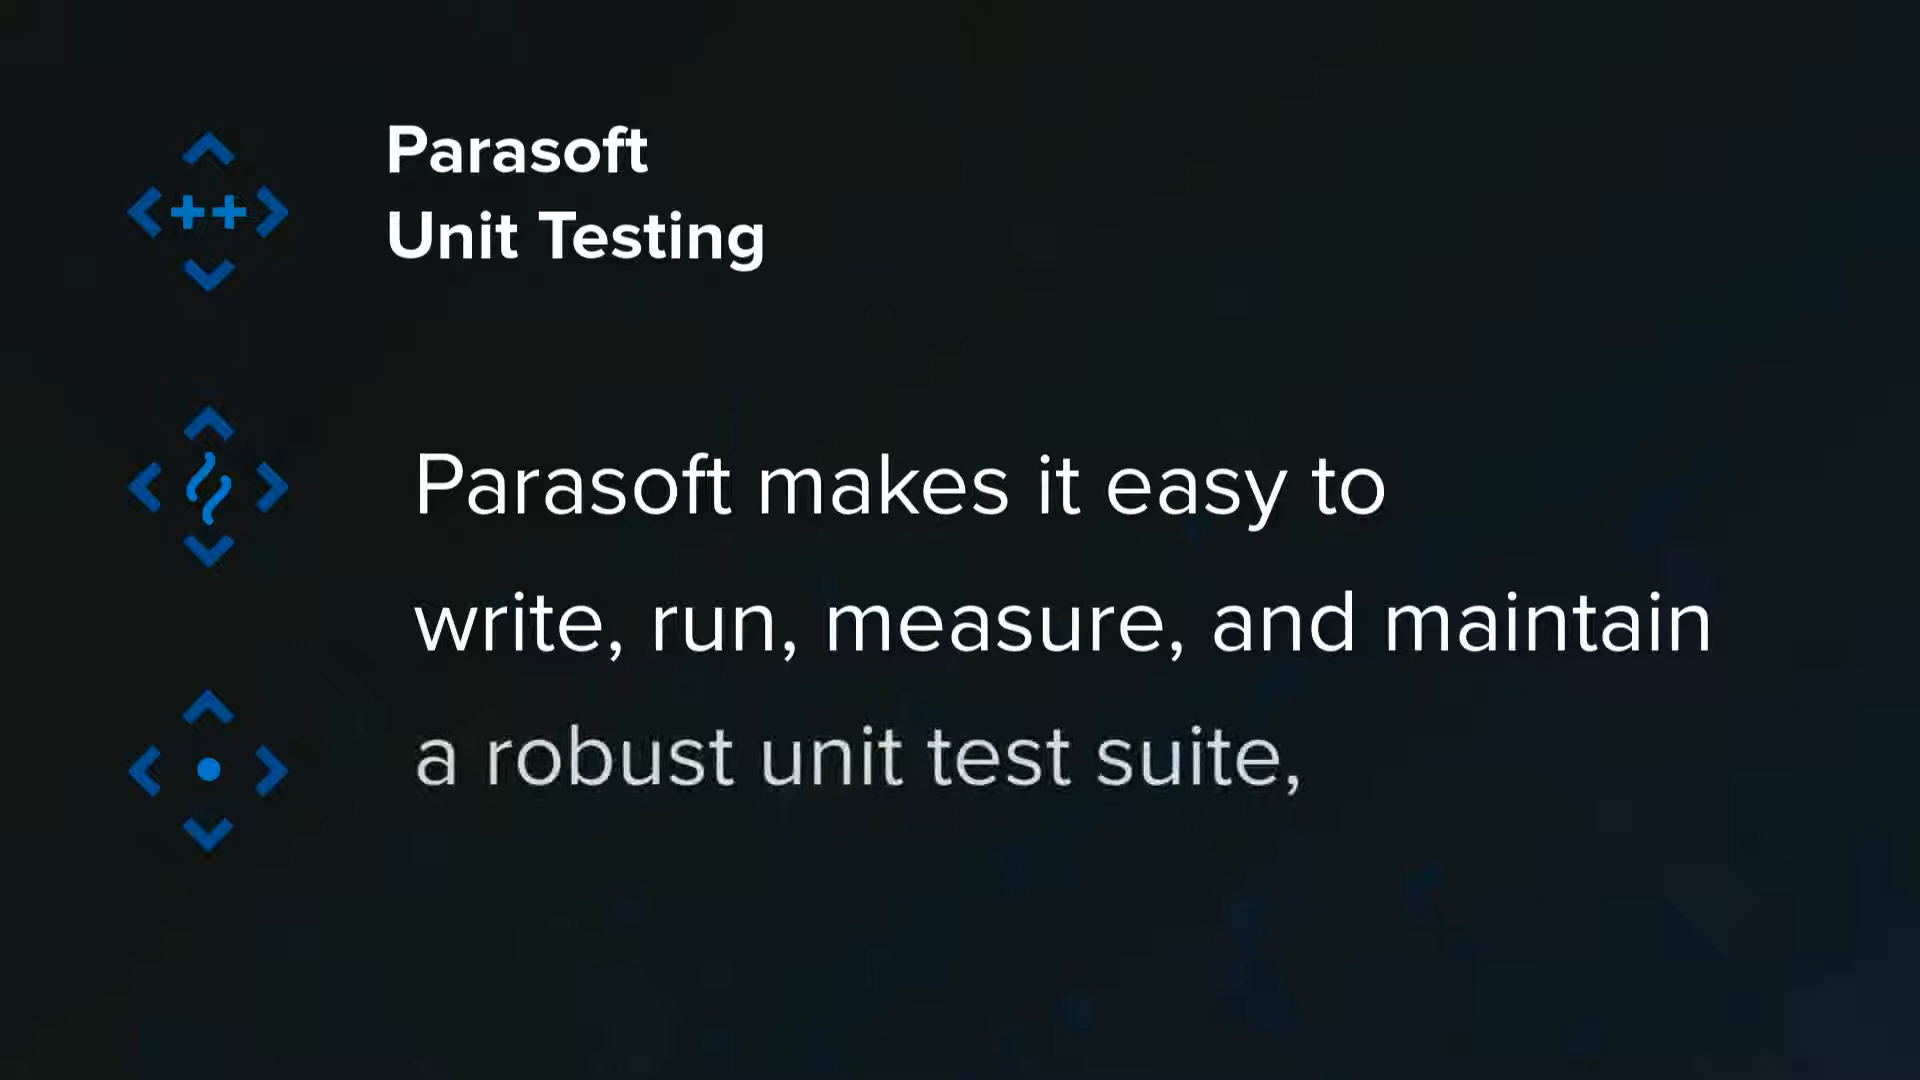 Parasoft
Unit Testing
++
Parasoft makes it easy to
write, run, measure, and maintain
a robust unit test suite,